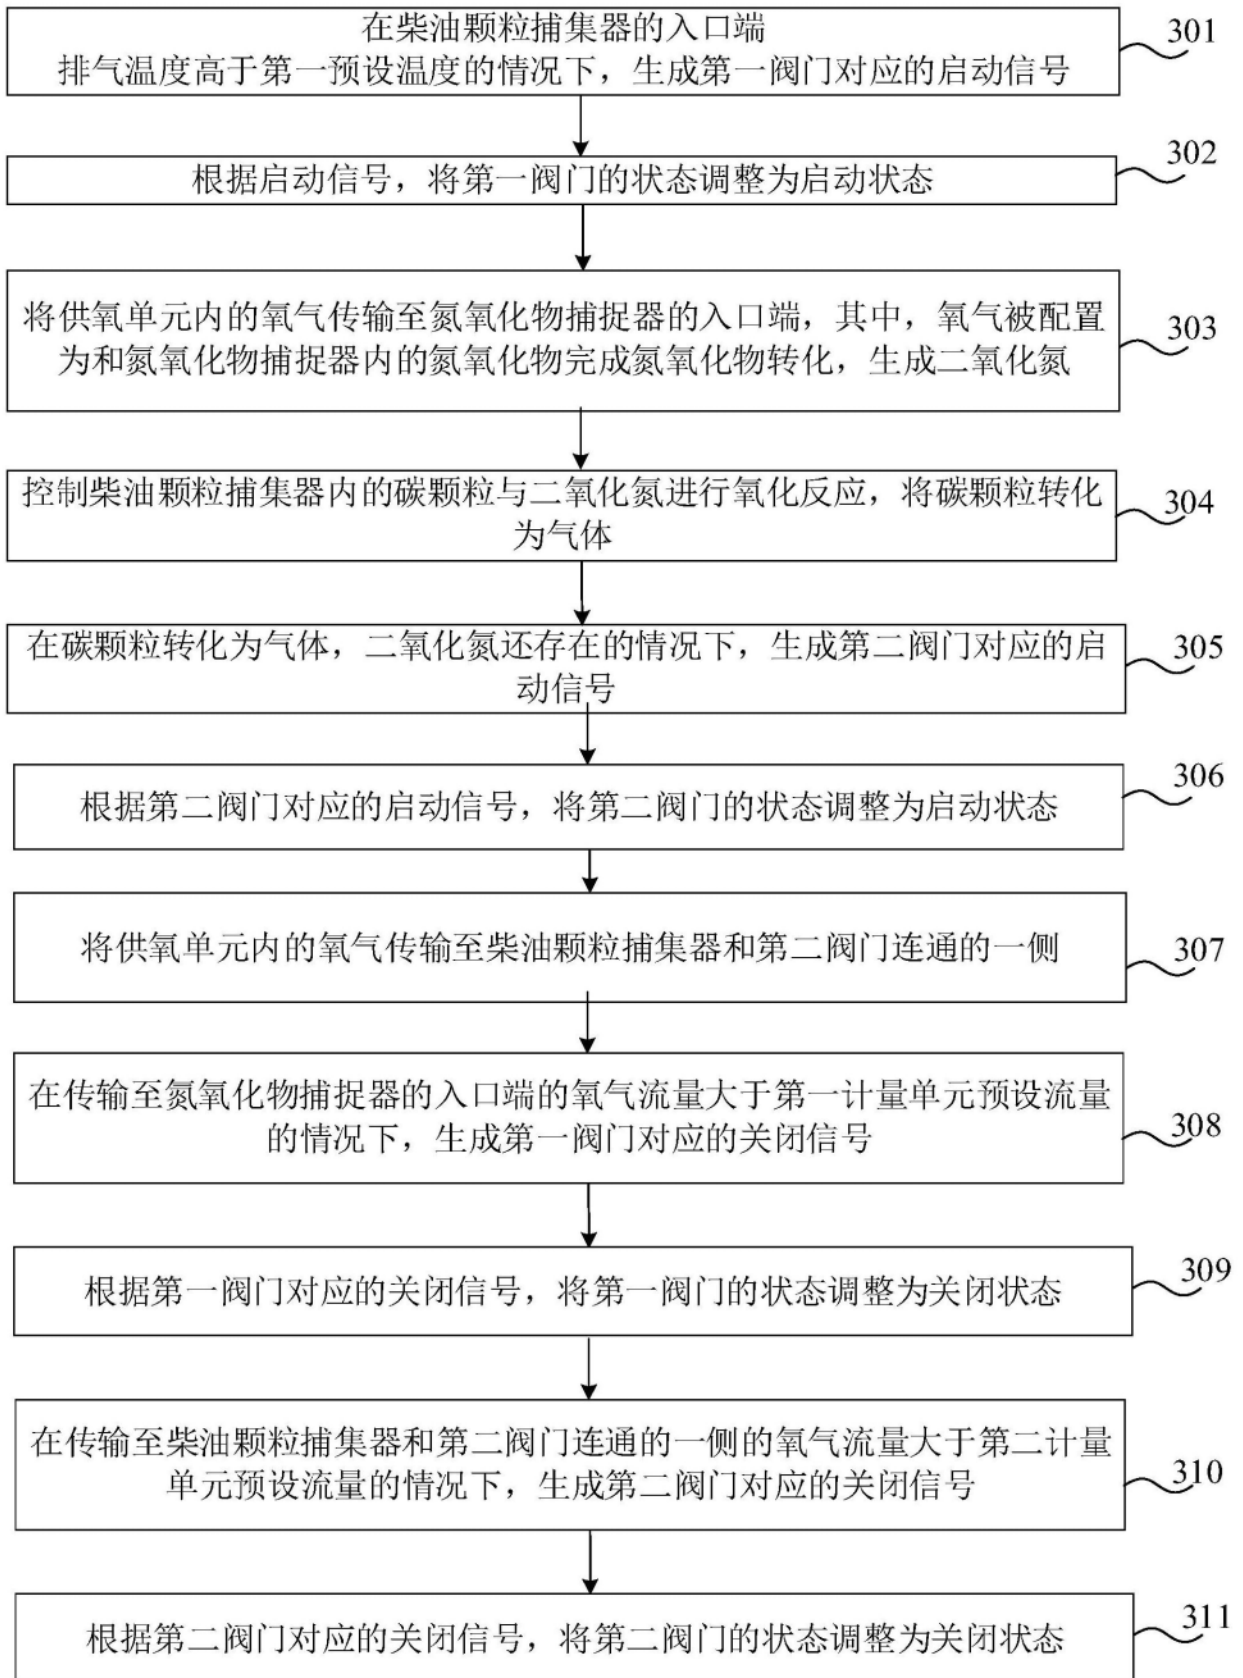 在柴油颗粒捕集器的入口端
排气温度高于第一预设温度的情况下，生成第一阀门对应的启动信号
301
根据启动信号，将第一阀门的状态调整为启动状态
302
将供氧单元内的氧气传输至氮氧化物捕捉器的入口端，其中，氧气被配置
为和氮氧化物捕捉器内的氮氧化物完成氮氧化物转化，生成二氧化氮
303
控制柴油颗粒捕集器内的碳颗粒与二氧化氮进行氧化反应，将碳颗粒转化
为气体
304
在碳颗粒转化为气体，二氧化氮还存在的情况下，生成第二阀门对应的启
动信号
305
根据第二阀门对应的启动信号，将第二阀门的状态调整为启动状态
306
将供氧单元内的氧气传输至柴油颗粒捕集器和第二阀门连通的一侧
307
在传输至氮氧化物捕捉器的入口端的氧气流量大于第一计量单元预设流量
的情况下，生成第一阀门对应的关闭信号
308
根据第一阀门对应的关闭信号，将第一阀门的状态调整为关闭状态
309
在传输至柴油颗粒捕集器和第二阀门连通的一侧的氧气流量大于第二计量
单元预设流量的情况下，生成第二阀门对应的关闭信号
310
根据第二阀门对应的关闭信号，将第二阀门的状态调整为关闭状态
311